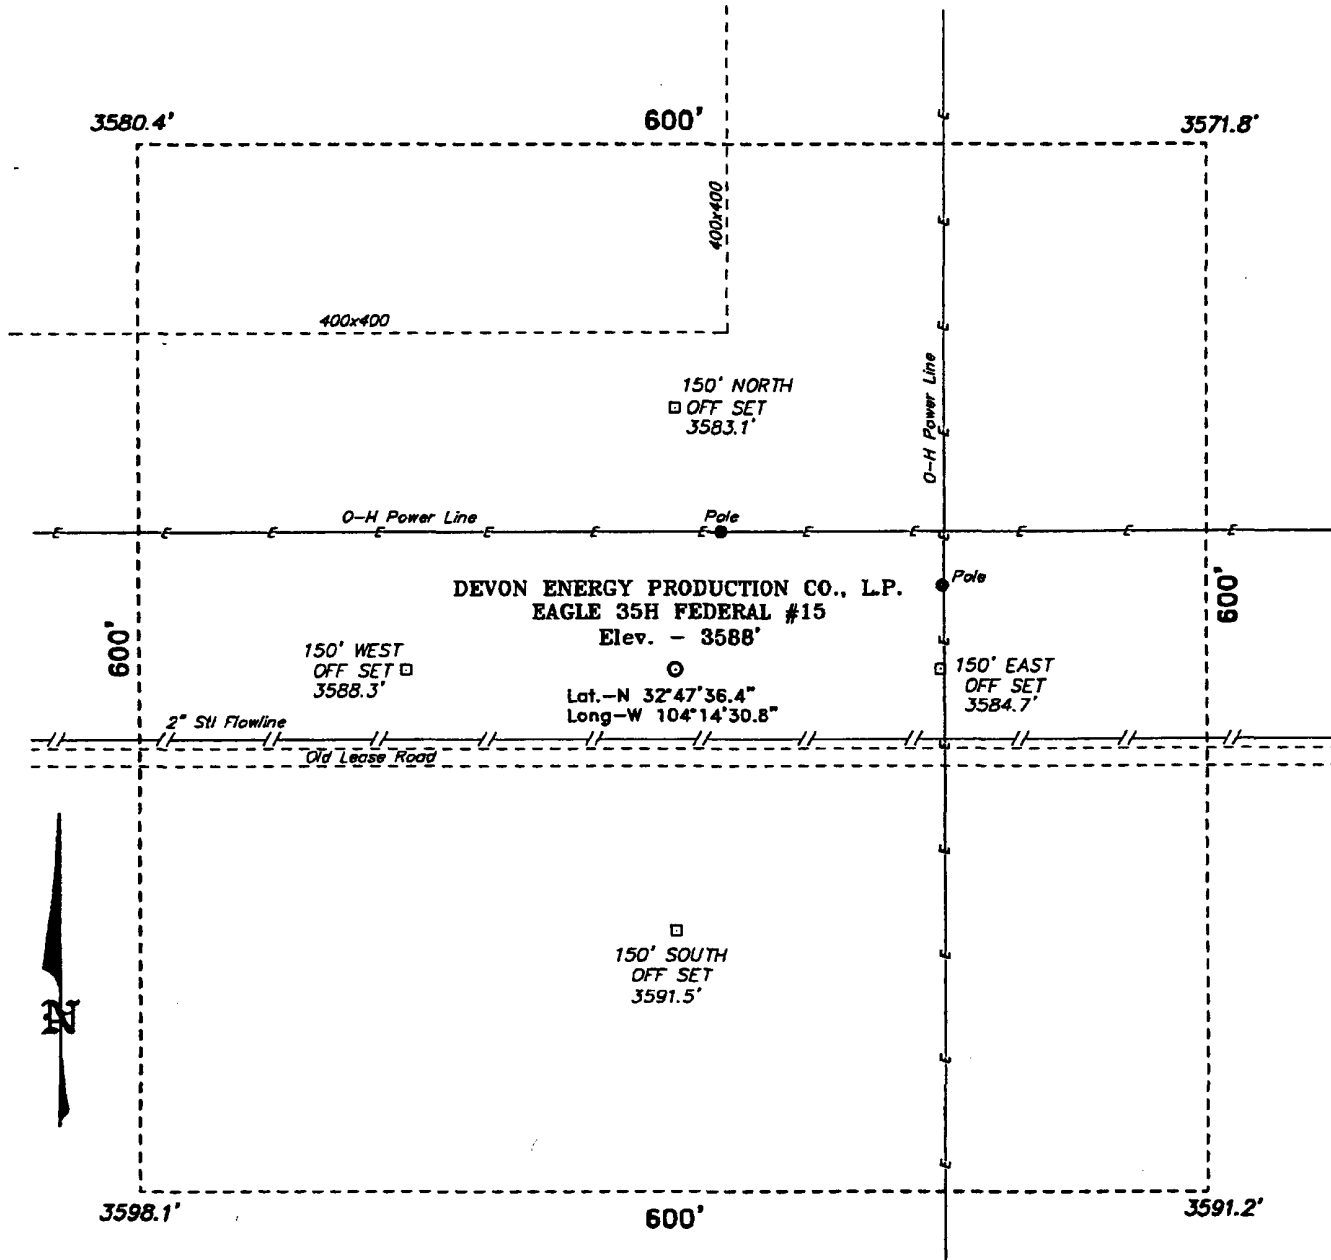 3580.4'
600'
3571.8'
400x400
400x400
150' NORTH
OFF SET
3583.1'
O-H Power Line
O-H Power Line
Pole
Pole
DEVON ENERGY PRODUCTION CO., L.P.
EAGLE 35H FEDERAL #15
Elev. - 3588'
600'
600'
150' WEST
OFF SET
3588.3'
150' EAST
OFF SET
3584.7'
Lat.-N 32°47'36.4"
Long-W 104°14'30.8"
2" Stl Flowline
Old Lease Road
150' SOUTH
OFF SET
3591.5'
N
3598.1'
600'
3591.2'